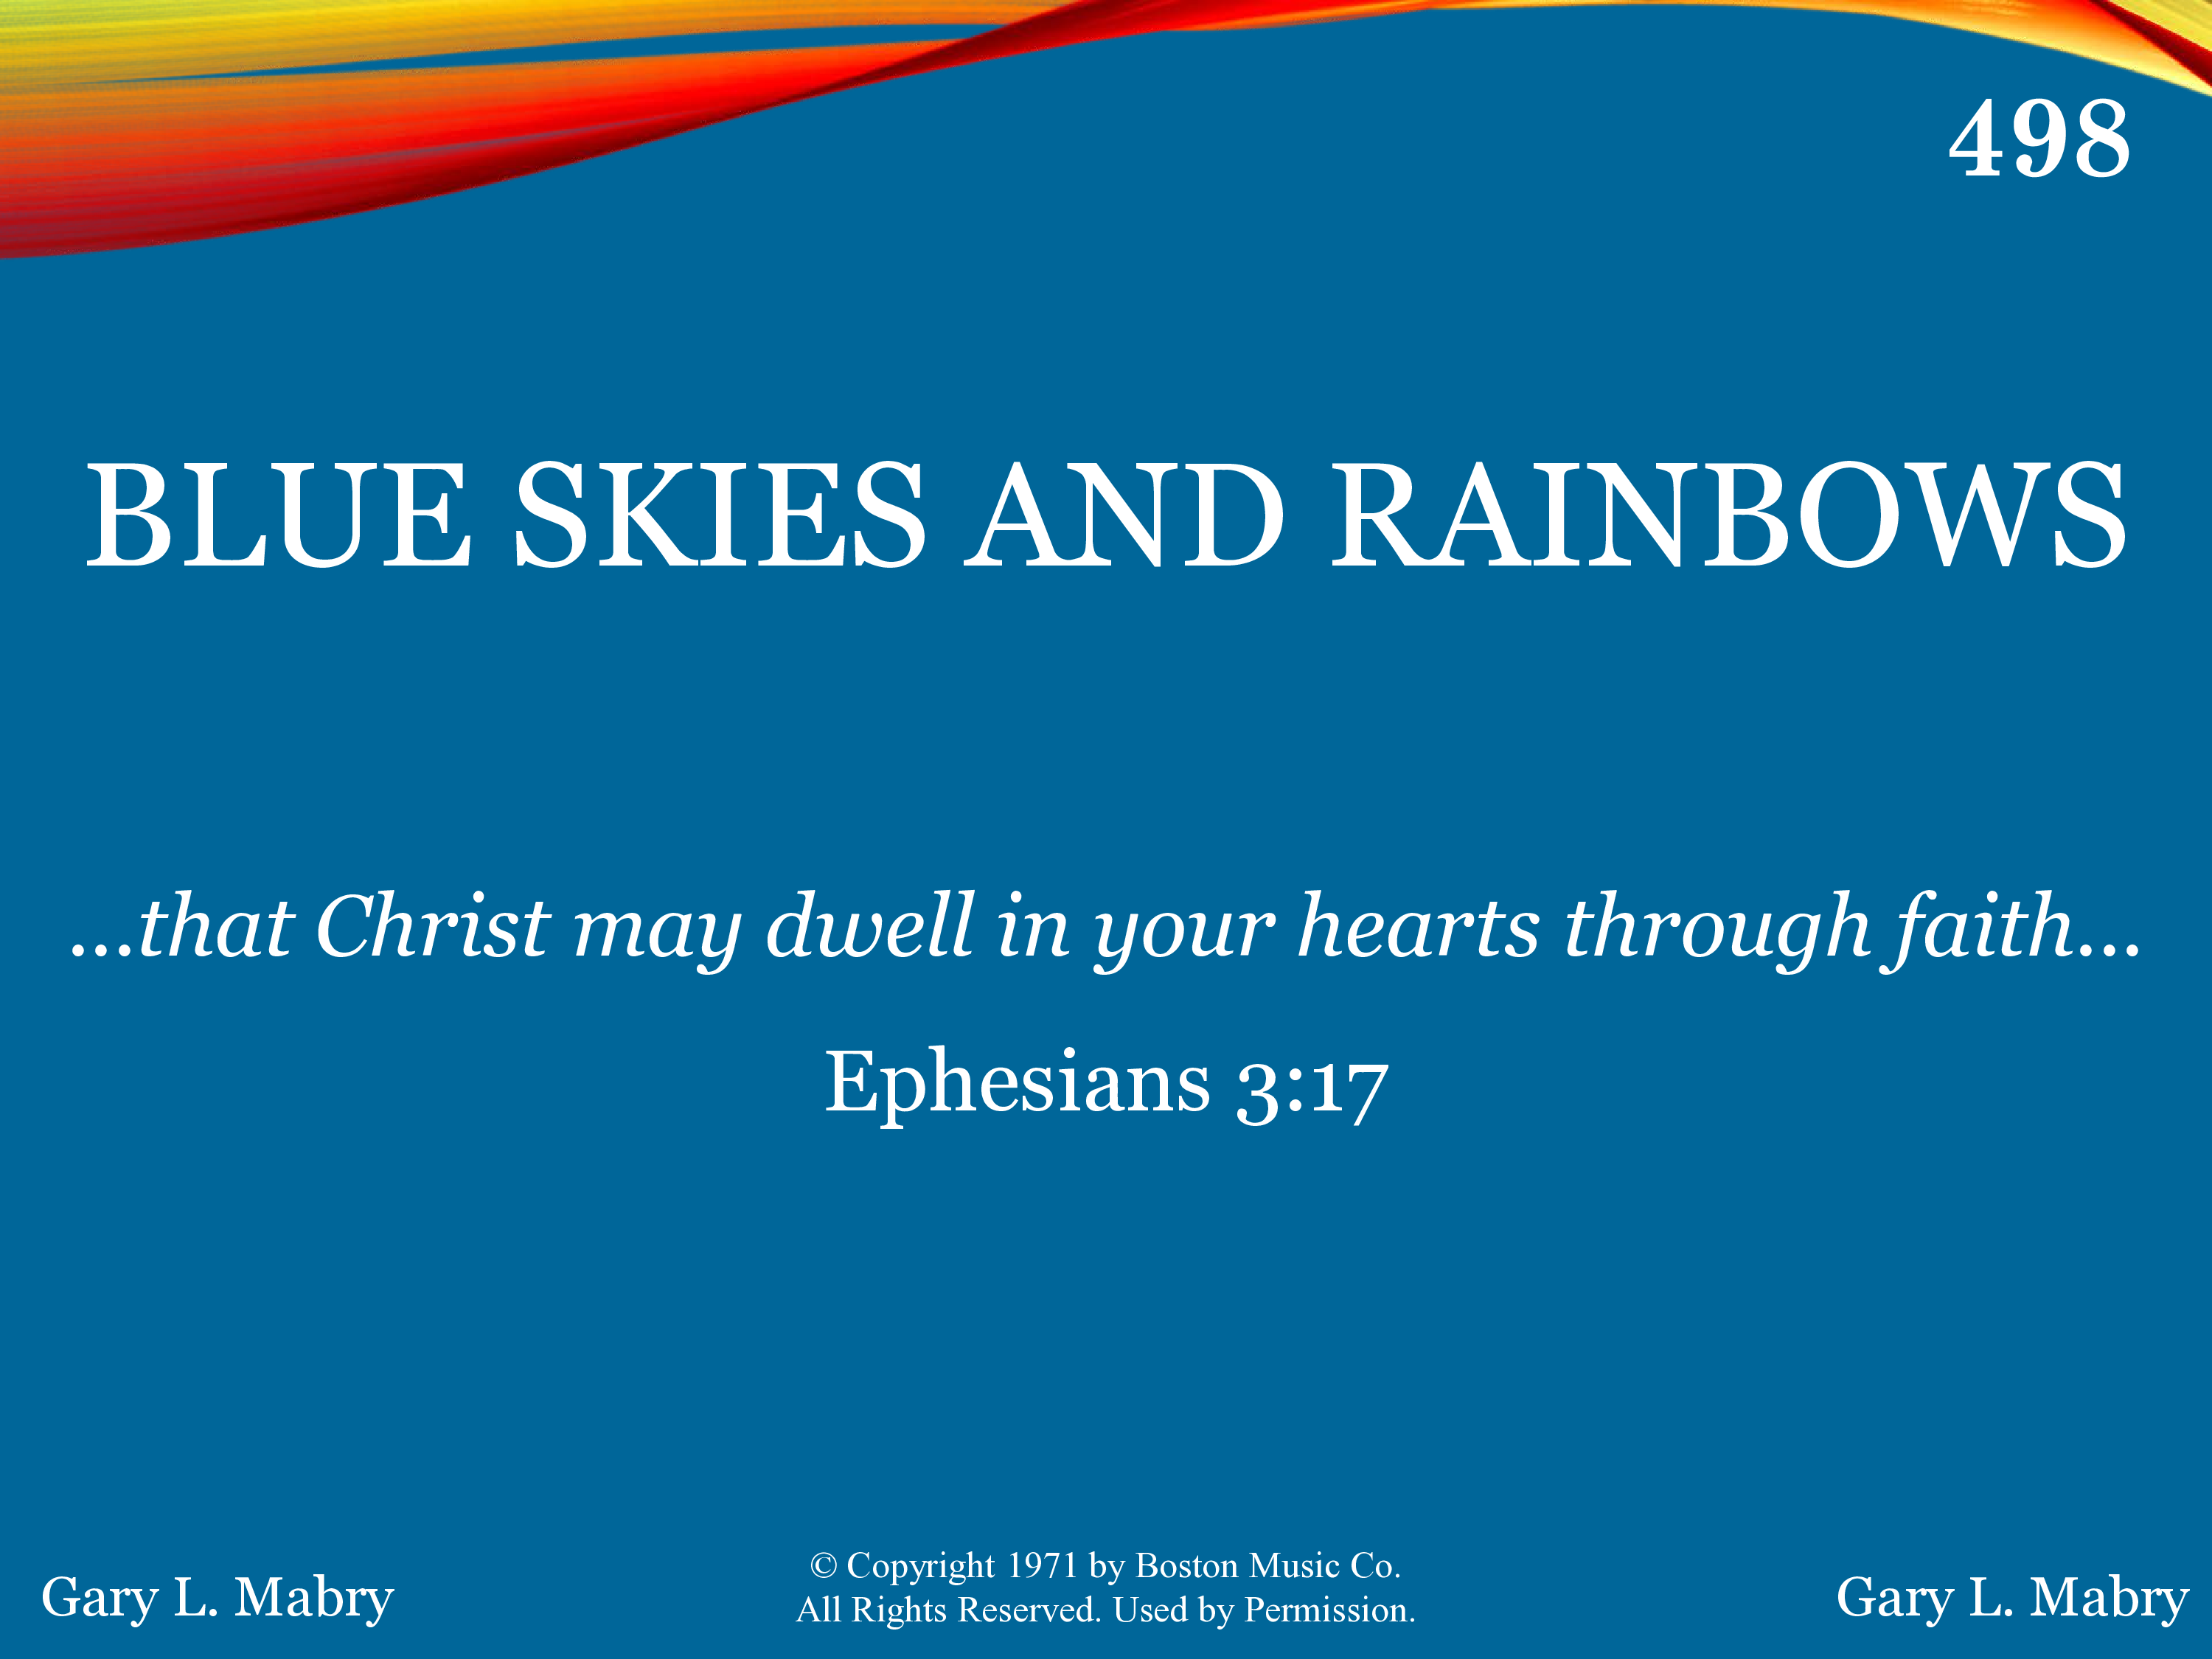 498
BLUE SKIES AND RAINBOWS
...that Christ may dwell in your hearts through faith...
Ephesians 3:17
Gary L. Mabry
© Copyright 1971 by Boston Music Co.
All Rights Reserved. Used by Permission.
Gary L. Mabry